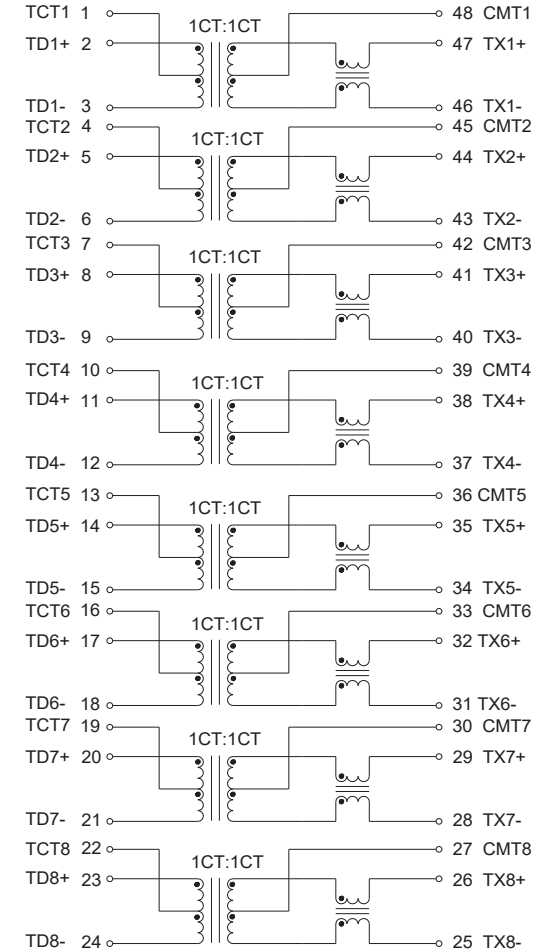 TCT1 1 48 CMT1
1CT:1CT
TD1+ 2 47 TX1+
TD1- 3 46 TX1-
TCT2 4 45 CMT2
1CT:1CT
TD2+ 5 44 TX2+
TD2- 6 43 TX2-
TCT3 7 42 CMT3
1CT:1CT
TD3+ 8 41 TX3+
TD3- 9 40 TX3-
TCT4 10 39 CMT4
1CT:1CT
TD4+ 11 38 TX4+
TD4- 12 37 TX4-
TCT5 13 36 CMT5
1CT:1CT
TD5+ 14 35 TX5+
TD5- 15 34 TX5-
TCT6 16 33 CMT6
1CT:1CT
TD6+ 17 32 TX6+
TD6- 18 31 TX6-
TCT7 19 30 CMT7
1CT:1CT
TD7+ 20 29 TX7+
TD7- 21 28 TX7-
TCT8 22 27 CMT8
1CT:1CT
TD8+ 23 26 TX8+
TD8- 24 25 TX8-